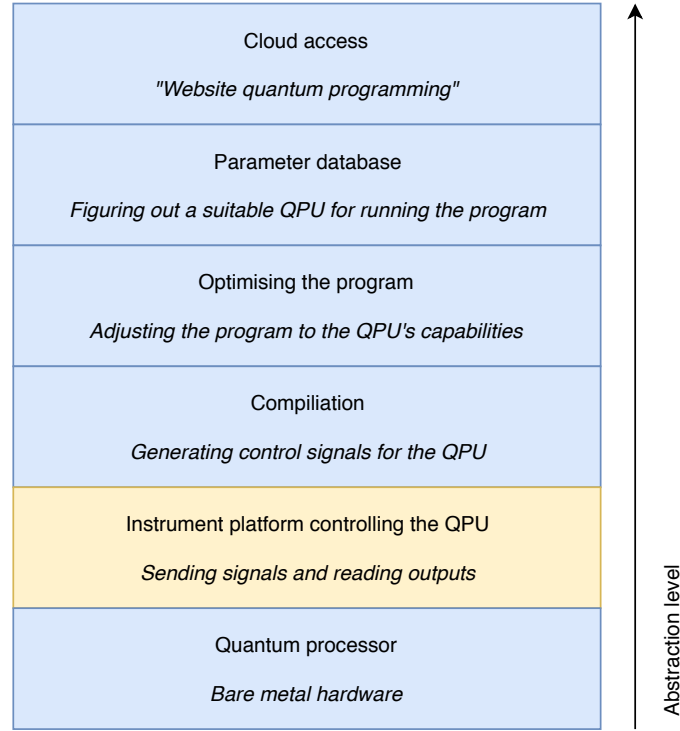 Cloud access
"Website quantum programming"
Parameter database
Figuring out a suitable QPU for running the program
Optimising the program
Adjusting the program to the QPU's capabilities
Compiliation
Generating control signals for the QPU
Instrument platform controlling the QPU
Sending signals and reading outputs
Quantum processor
Bare metal hardware
Abstraction level